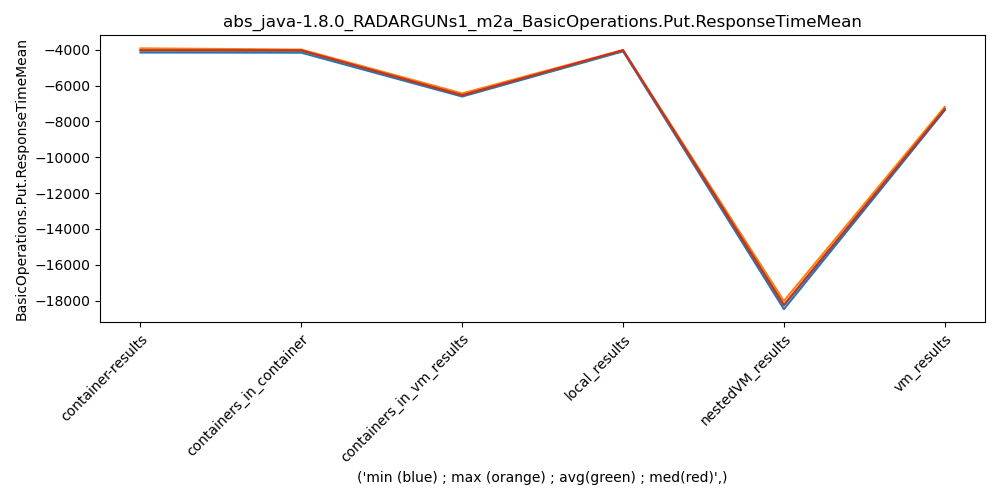 abs_java-1.8.0_RADARGUNs1_m2a_BasicOperations.Put.ResponseTimeMean
BasicOperations.Put.ResponseTimeMean
−4000
−6000
−8000
−10000
−12000
−14000
−16000
−18000
container-results
containers_in_container
containers_in_vm_results
local_results
nestedVM_results
vm_results
('min (blue) ; max (orange) ; avg(green) ; med(red)',)